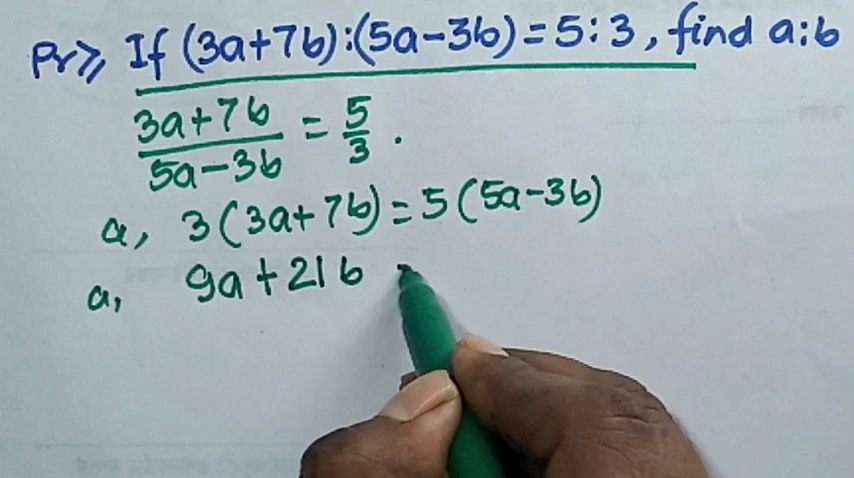 Pr⩾ If (3a+7b):(5a-3b)=5:3, find a:b
3a+7b / 5a-3b = 5/3.
a, 3(3a+7b)=5(5a-3b)
a, 9a+21b